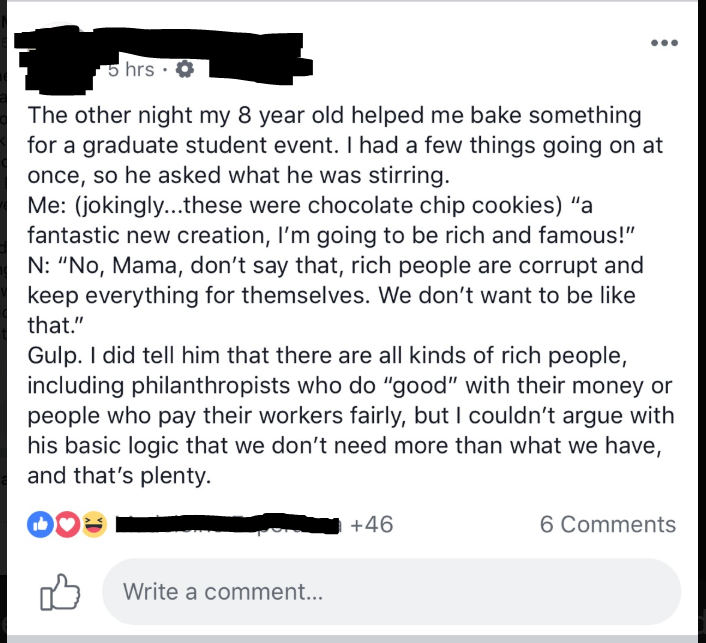 5 hrs ·
The other night my 8 year old helped me bake something
for a graduate student event. I had a few things going on at
once, so he asked what he was stirring.
Me: (jokingly...these were chocolate chip cookies) “a
fantastic new creation, I’m going to be rich and famous!”
N: “No, Mama, don’t say that, rich people are corrupt and
keep everything for themselves. We don’t want to be like
that.”
Gulp. I did tell him that there are all kinds of rich people,
including philanthropists who do “good” with their money or
people who pay their workers fairly, but I couldn’t argue with
his basic logic that we don’t need more than what we have,
and that’s plenty.
+46 6 Comments
Write a comment...